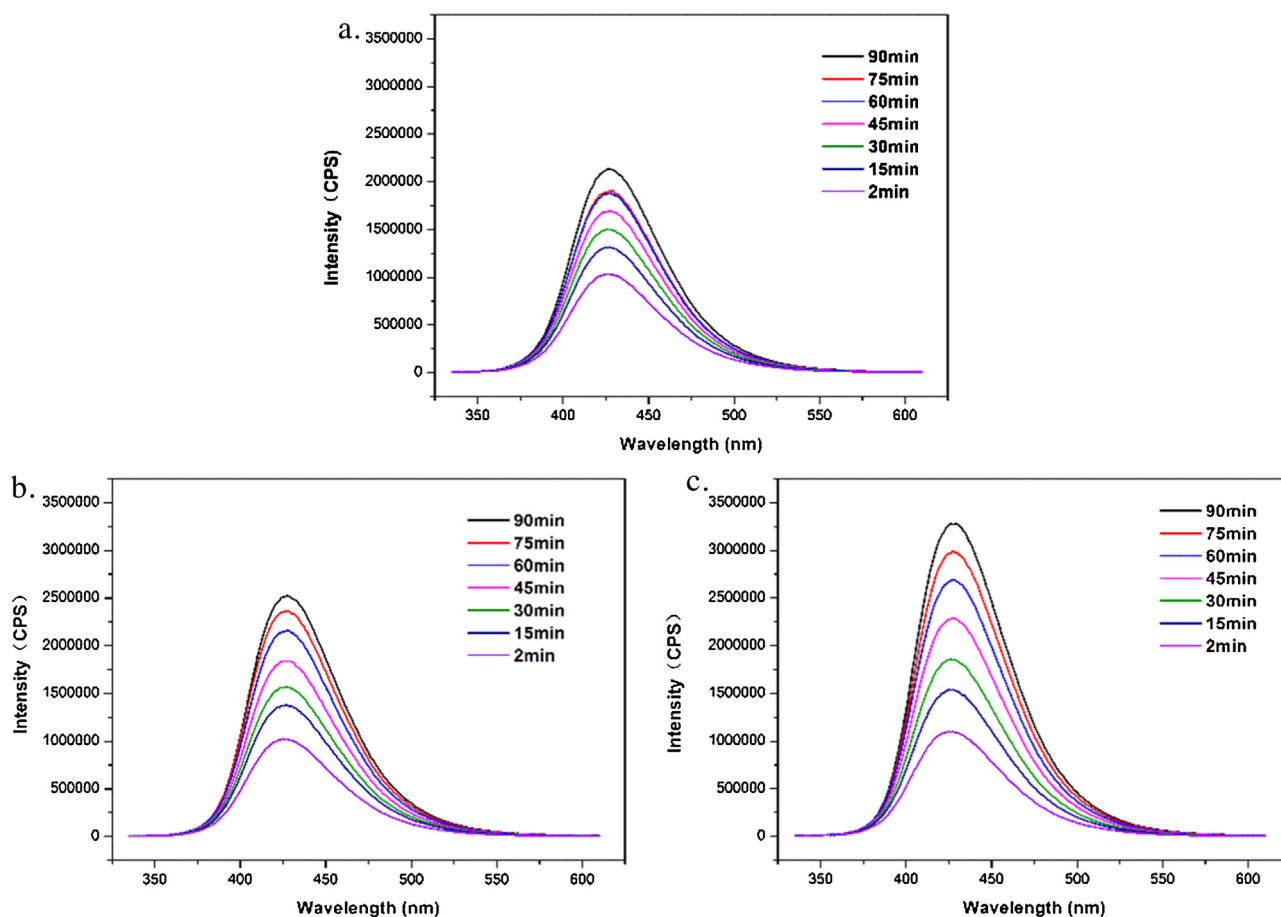 a.
3500000
3000000
2500000
2000000
1500000
1000000
500000
0
Intensity（CPS)
90min
75min
60min
45min
30min
15min
2min
350 400 450 500 550 600
Wavelength (nm)
b.
3500000
3000000
2500000
2000000
1500000
1000000
500000
0
Intensity（CPS）
90min
75min
60min
45min
30min
15min
2min
350 400 450 500 550 600
Wavelength (nm)
c.
3500000
3000000
2500000
2000000
1500000
1000000
500000
0
Intensity（CPS)
90min
75min
60min
45min
30min
15min
2min
350 400 450 500 550 600
Wavelength (nm)